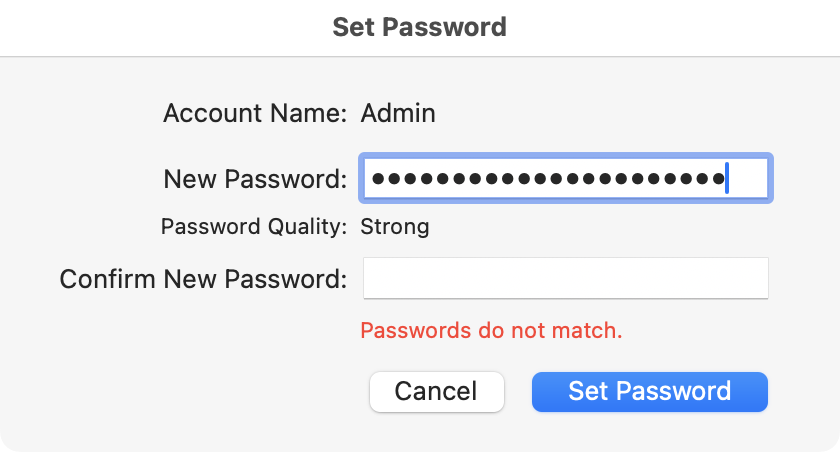 Set Password
Account Name: Admin
New Password: ••••••••••••••••••••••
Password Quality: Strong
Confirm New Password:
Passwords do not match.
Cancel Set Password